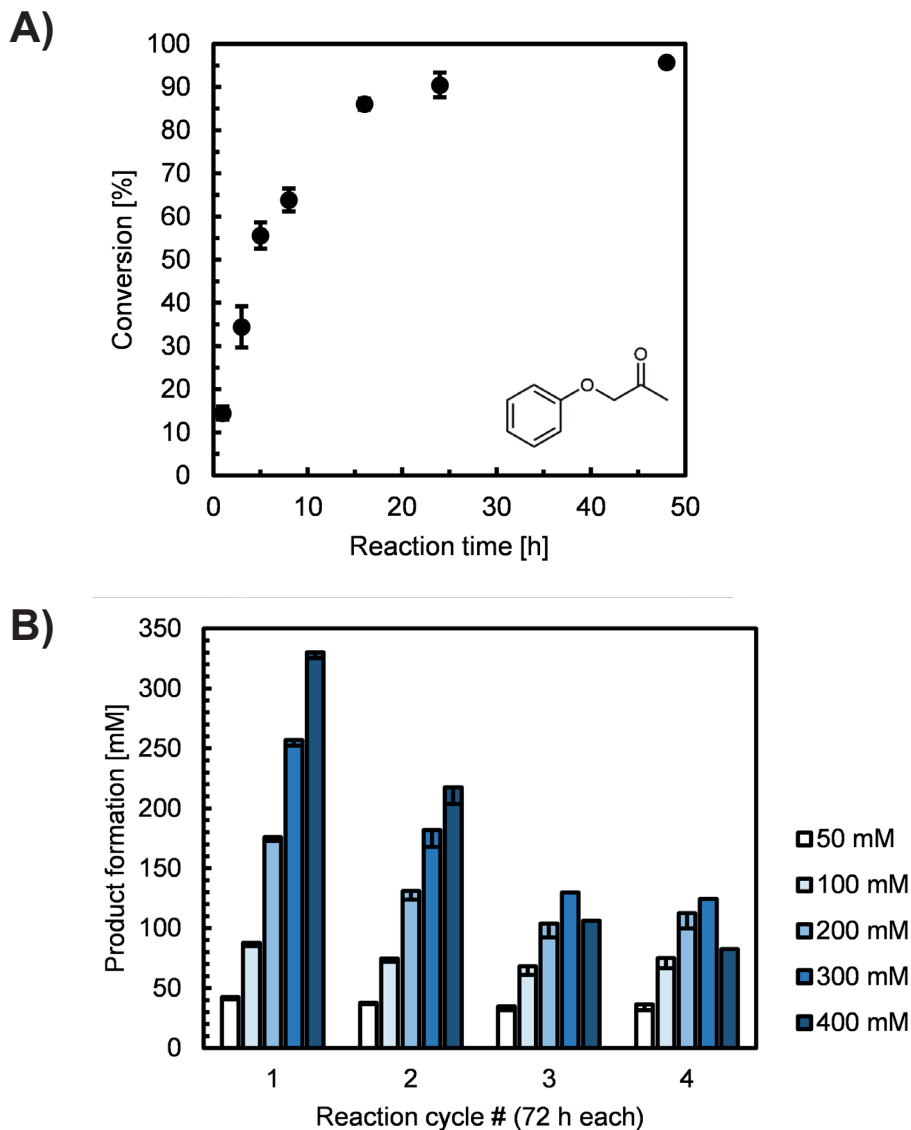 A)
100
90
80
70
60
50
40
30
20
10
0
Conversion [%]
O
O
0 10 20 30 40 50
Reaction time [h]
B)
350
300
250
200
150
100
50
0
Product formation [mM]
50 mM
100 mM
200 mM
300 mM
400 mM
1 2 3 4
Reaction cycle # (72 h each)